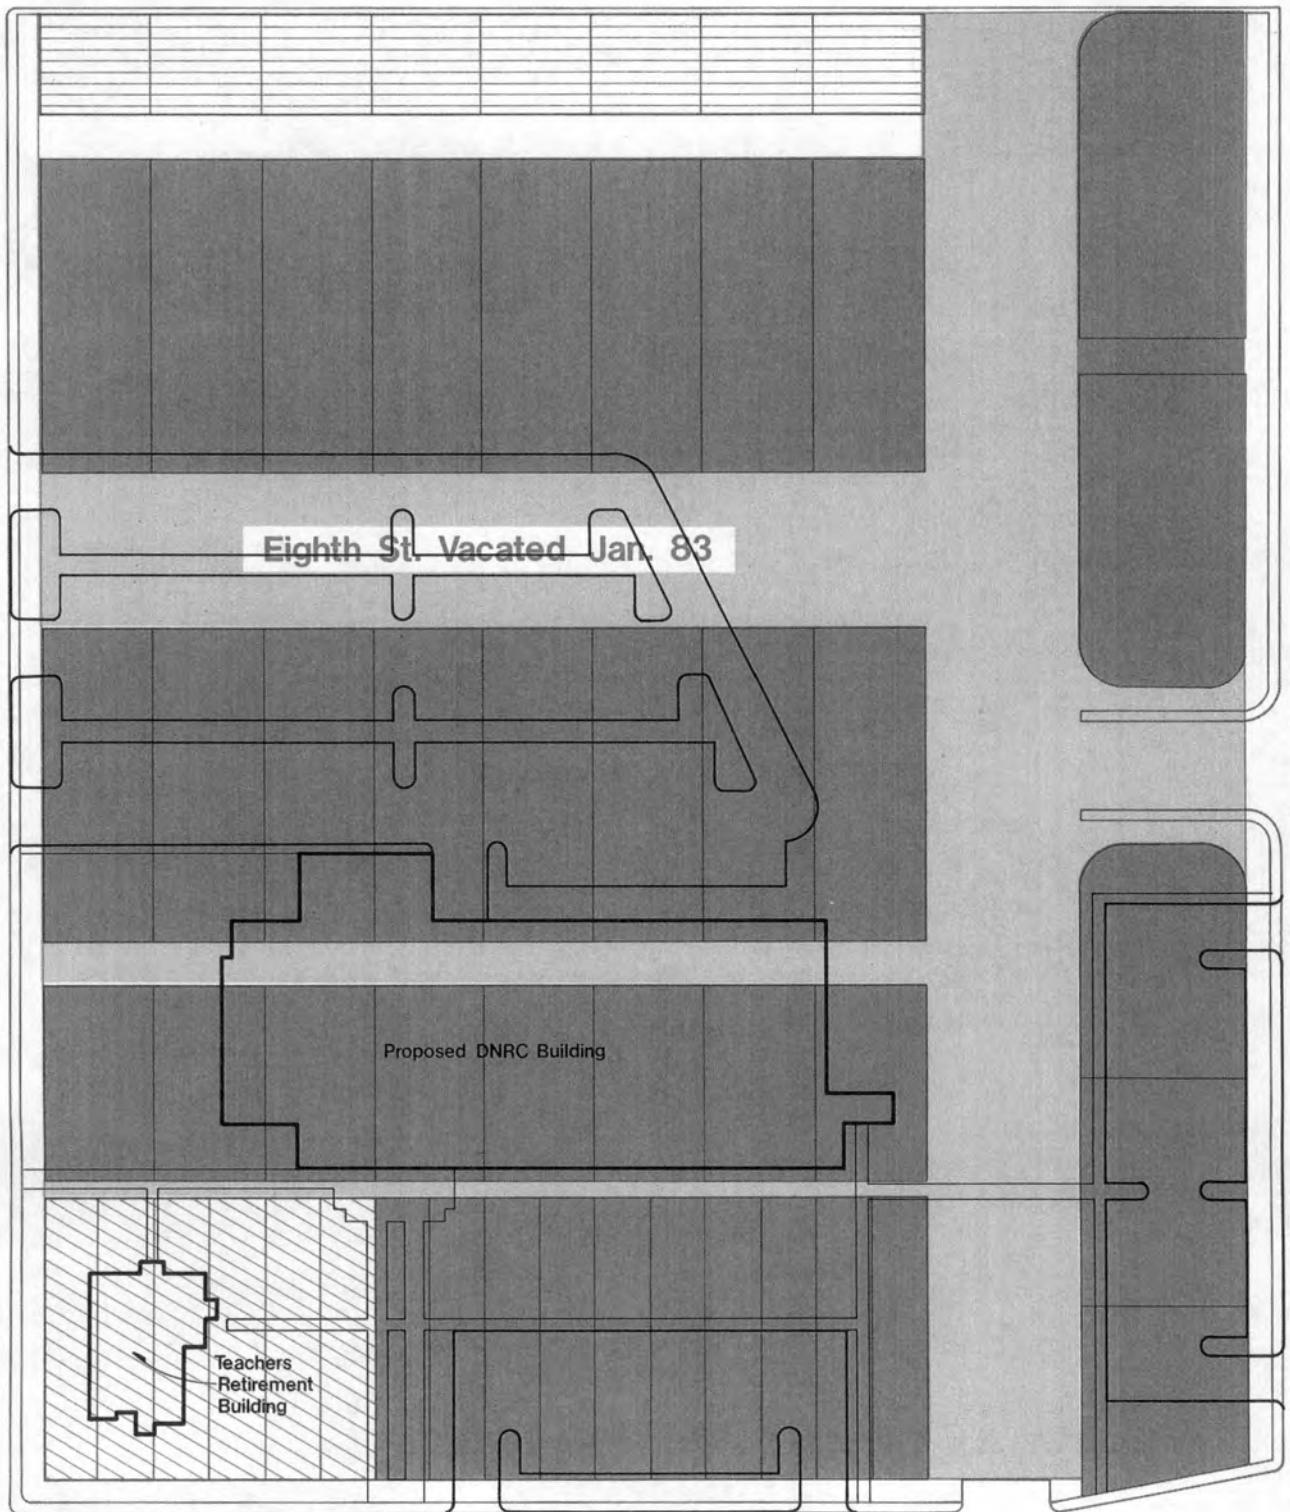 Eighth St. Vacated Jan. 83
Proposed DNRC Building
Teachers
Retirement
Building